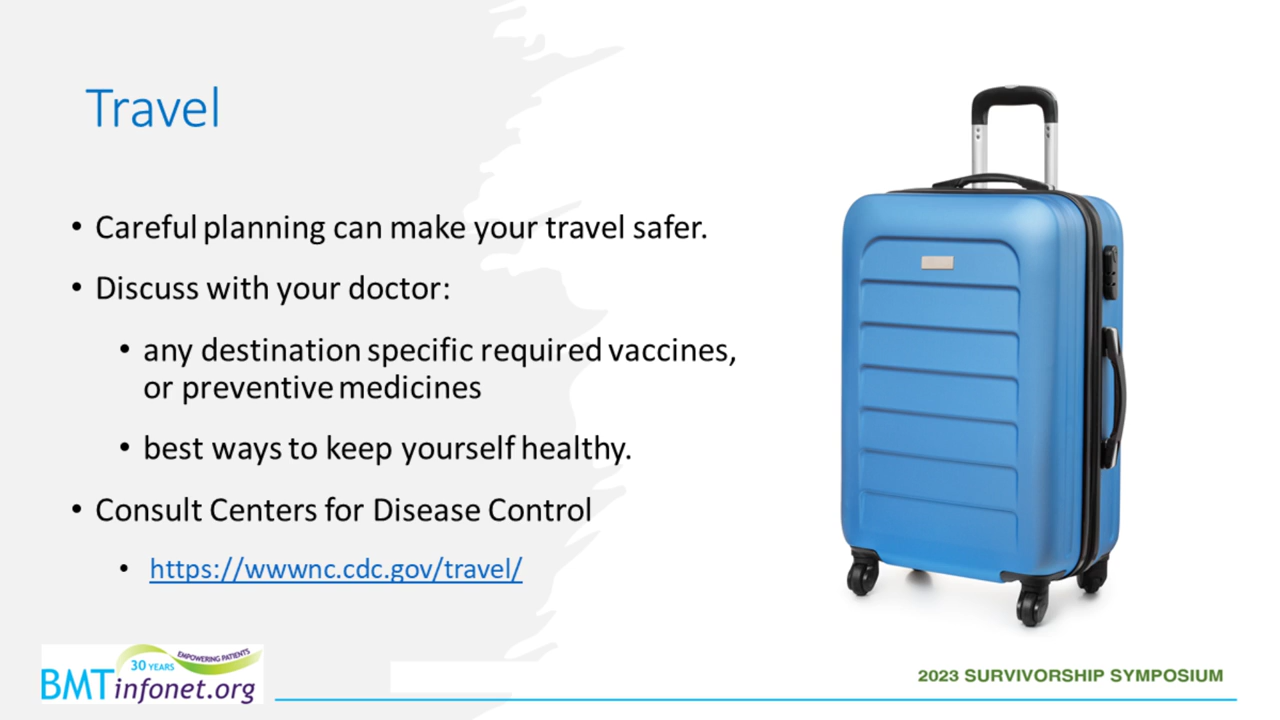 Travel
• Careful planning can make your travel safer.
• Discuss with your doctor:
• any destination specific required vaccines,
or preventive medicines
• best ways to keep yourself healthy.
• Consult Centers for Disease Control
• https://wwwnc.cdc.gov/travel/
30 YEARS EMPOWERING PATIENTS
BMTinfonet.org
2023 SURVIVORSHIP SYMPOSIUM